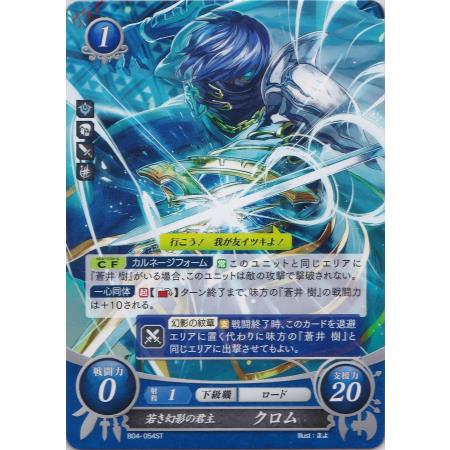 1
行こう! 我が友イツキよ!
CF カルネージフォーム 常 このユニットと同じエリアに
『蒼井 樹』がいる場合、このユニットは敵の攻撃で撃破されない。
一心同体 起【】ターン終了まで、味方の『蒼井 樹』の戦闘力
は+10される。
幻影の紋章 支 戦闘終了時、このカードを退避
エリアに置く代わりに味方の『蒼井 樹』と
同じエリアに出撃させてもよい。
戦闘力
0
射程 1 下級職 ロード
支援力
20
若き幻影の君主 クロム
B04-054ST
Illust:正よ